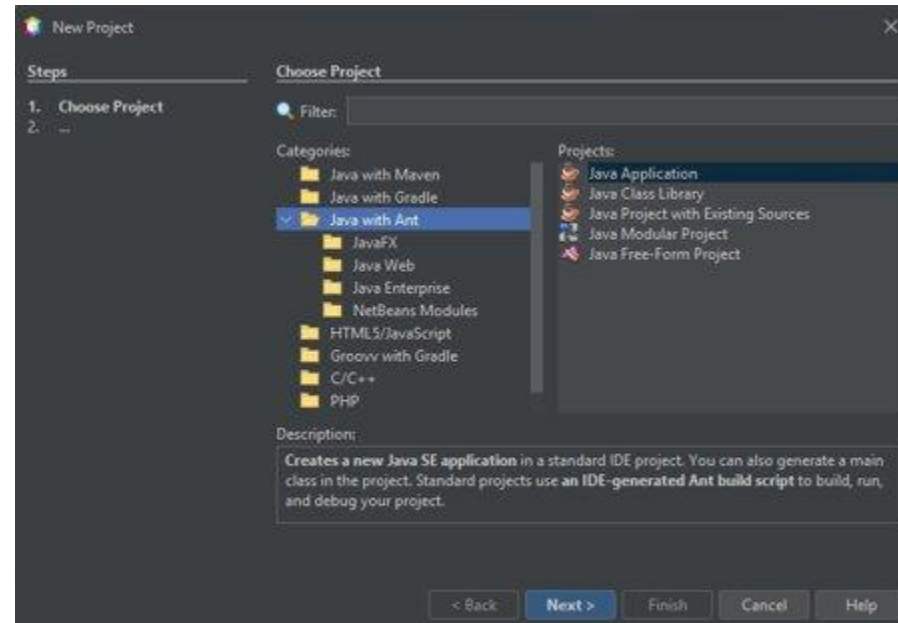 New Project
Steps
1. Choose Project
2. ...
Choose Project
Filter:
Categories:
Java with Maven
Java with Gradle
Java with Ant
JavaFX
Java Web
Java Enterprise
NetBeans Modules
HTML5/JavaScript
Groovy with Gradle
C/C++
PHP
Projects:
Java Application
Java Class Library
Java Project with Existing Sources
Java Modular Project
Java Free-Form Project
Description:
Creates a new Java SE application in a standard IDE project. You can also generate a main
class in the project. Standard projects use an IDE-generated Ant build script to build, run,
and debug your project.
< Back
Next >
Finish
Cancel
Help